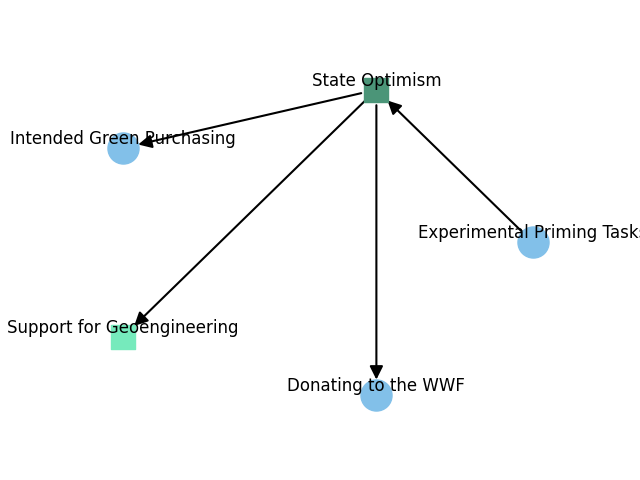 State Optimism
Intended Green Purchasing
Experimental Priming Tasks
Support for Geoengineering
Donating to the WWF